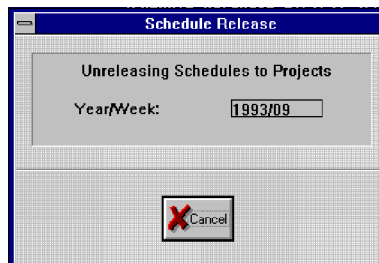 Schedule Release
Unreleasing Schedules to Projects
Year/Week: 1993/09
Cancel